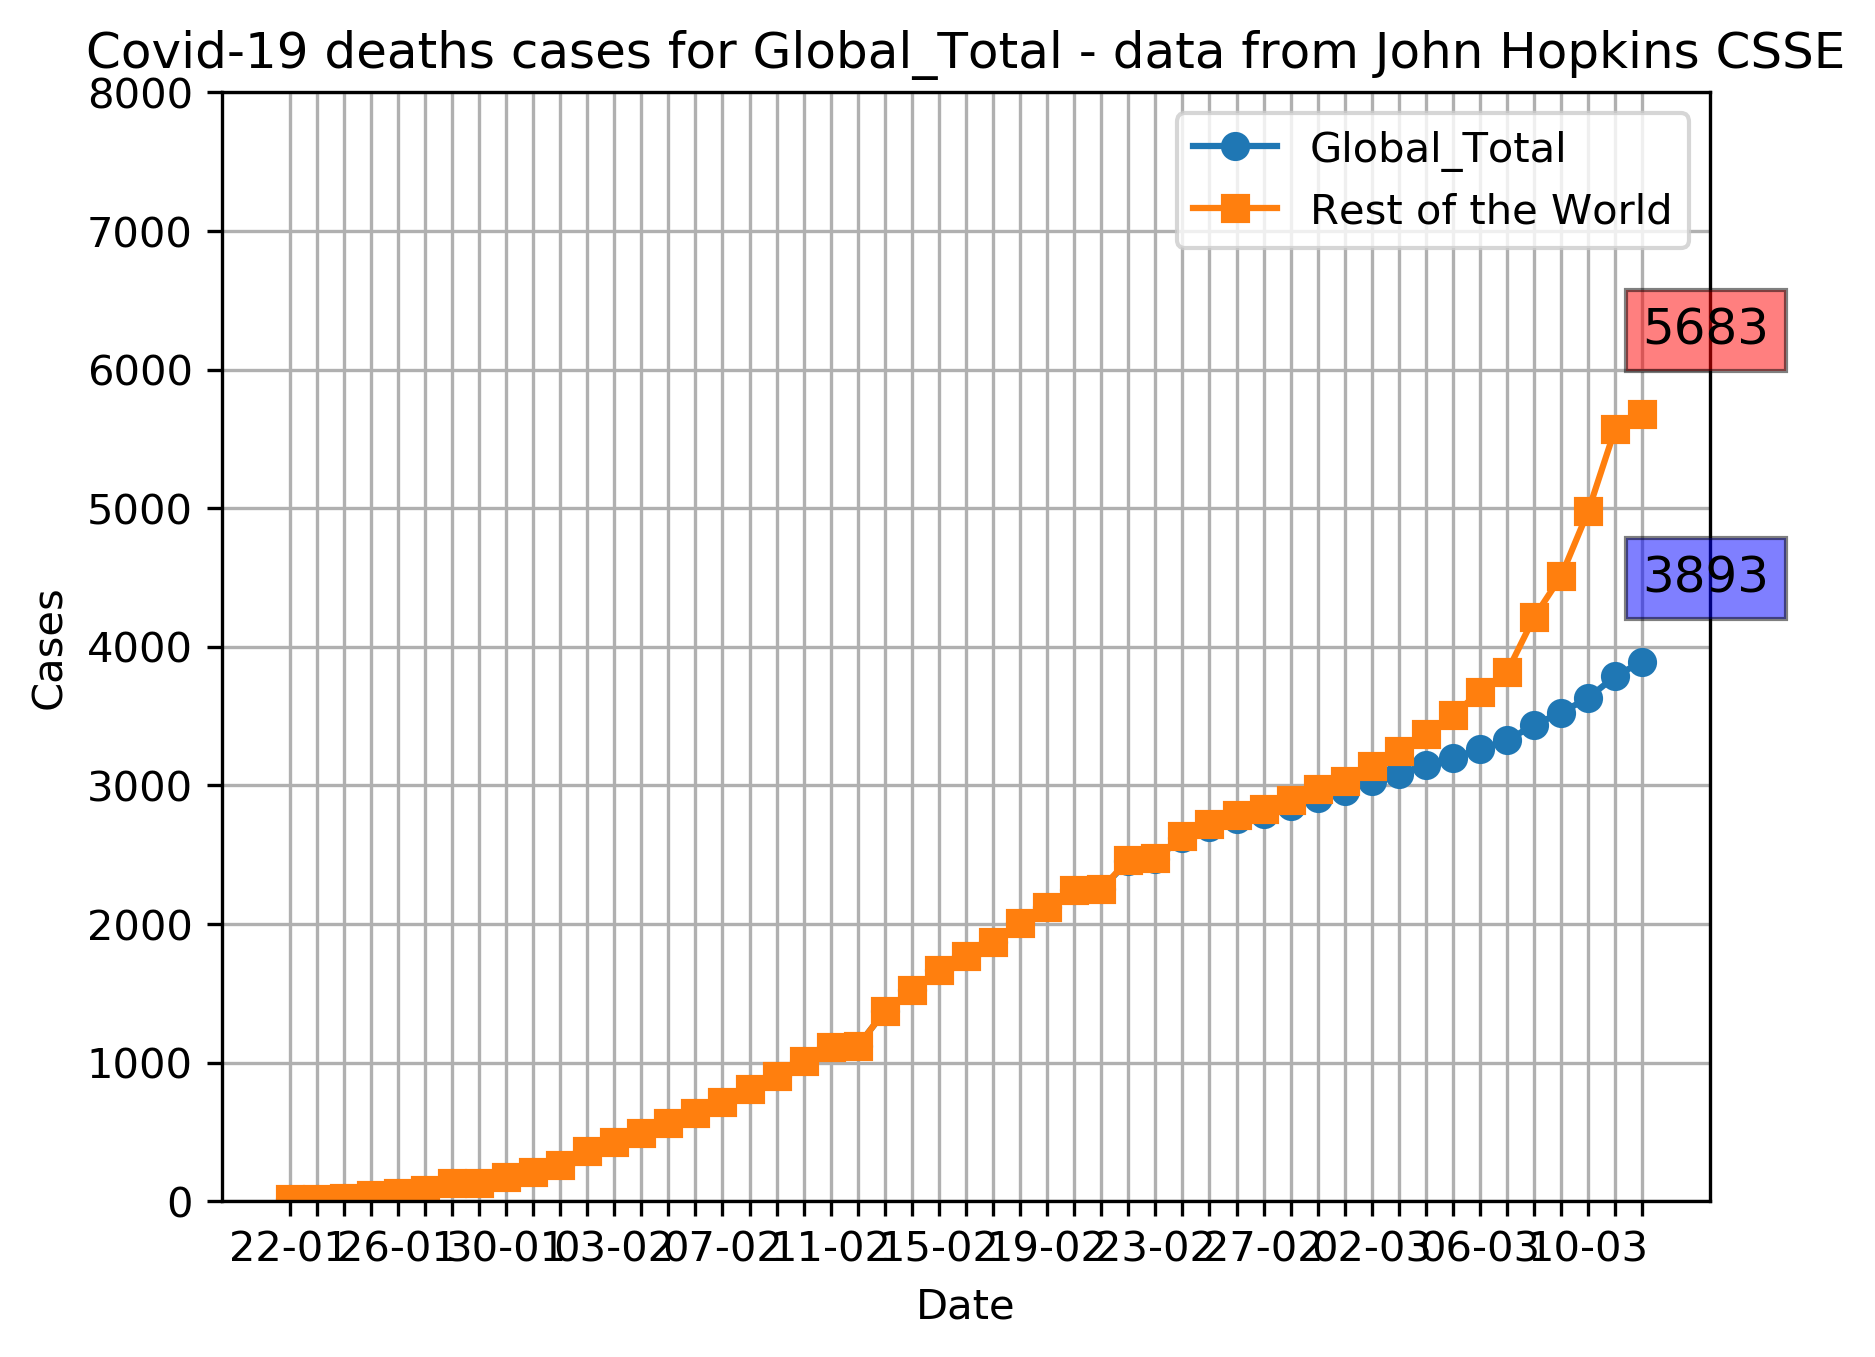 Covid-19 deaths cases for Global_Total - data from John Hopkins CSSE
8000
7000
6000
5000
4000
3000
2000
1000
0
Cases
Global_Total
Rest of the World
5683
3893
22-01 26-01 30-01 03-02 07-02 11-02 15-02 19-02 23-02 27-02 02-03 06-03 10-03
Date